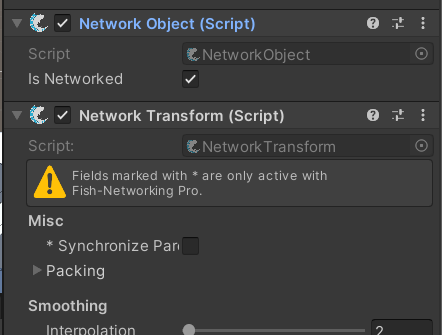 Network Object (Script)
Script
NetworkObject
Is Networked
Network Transform (Script)
Script:
NetworkTransform
Fields marked with * are only active with
Fish-Networking Pro.
Misc
* Synchronize Par
Packing
Smoothing
Interpolation
2